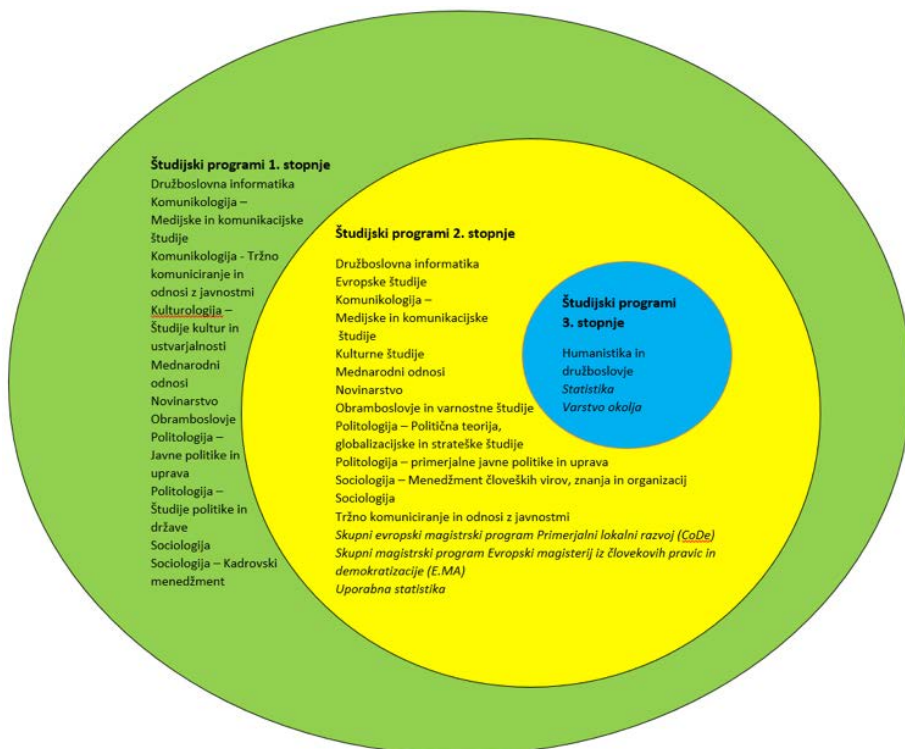 Študijski programi 1. stopnje
Družboslovna informatika
Komunikologija –
Medijske in komunikacijske
študije
Komunikologija - Tržno
komuniciranje in
odnosi z javnostmi
Kulturologija –
Študije kultur in
ustvarjalnosti
Mednarodni
odnosi
Novinarstvo
Obramboslovje
Politologija –
Javne politike in
uprava
Politologija –
Študije politike in
države
Sociologija
Sociologija – Kadrovski
menedžment
Študijski programi 2. stopnje
Družboslovna informatika
Evropske študije
Komunikologija –
Medijske in komunikacijske
študije
Kulturne študije
Mednarodni odnosi
Novinarstvo
Obramboslovje in varnostne študije
Politologija – Politična teorija,
globalizacijske in strateške študije
Politologija – primerjalne javne politike in uprava
Sociologija – Menedžment človeških virov, znanja in organizacij
Sociologija
Tržno komuniciranje in odnosi z javnostmi
Skupni evropski magistrski program Primerjalni lokalni razvoj (CoDe)
Skupni magistrski program Evropski magisterij iz človekovih pravic in
demokratizacije (E.MA)
Uporabna statistika
Študijski programi
3. stopnje
Humanistika in
družboslovje
Statistika
Varstvo okolja